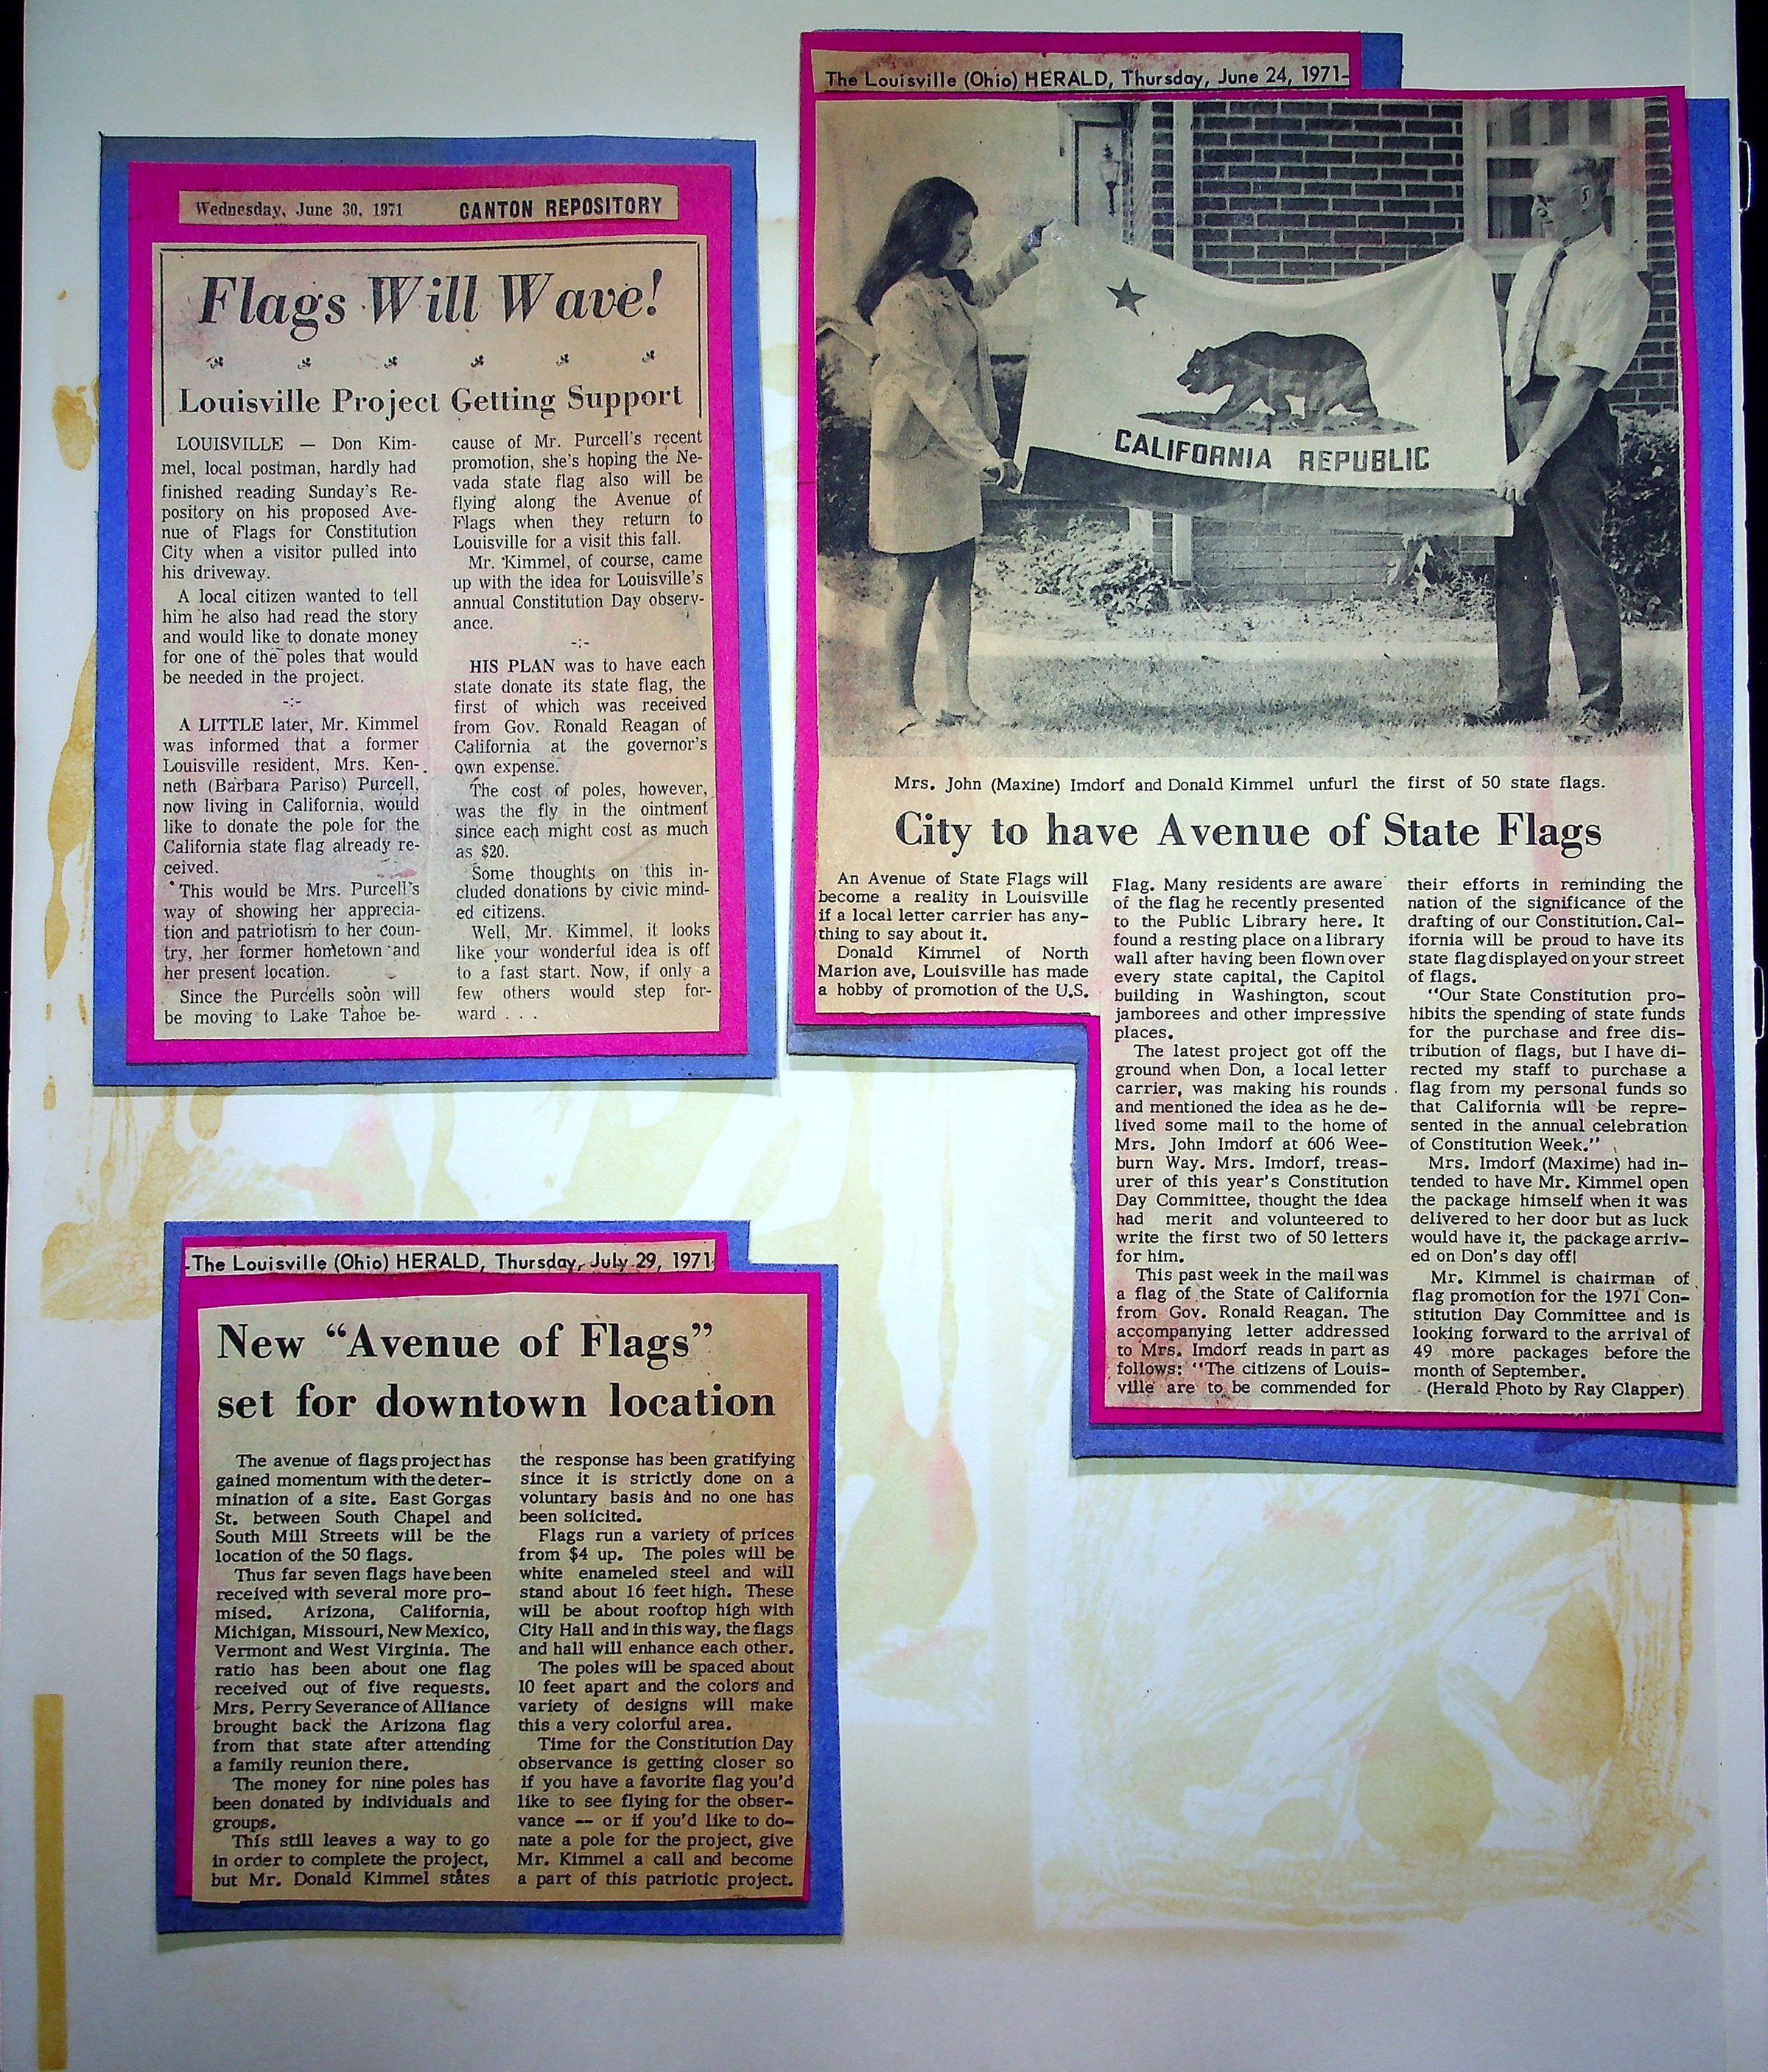 Wednesday, June 30, 1971 CANTON REPOSITORY
Flags Will Wave!
Louisville Project Getting Support
LOUISVILLE — Don Kim-
mel, local postman, hardly had
finished reading Sunday's Re-
pository on his proposed Ave-
nue of Flags for Constitution
City when a visitor pulled into
his driveway.
A local citizen wanted to tell
him he also had read the story
and would like to donate money
for one of the poles that would
be needed in the project.
-:-
A LITTLE later, Mr. Kimmel
was informed that a former
Louisville resident, Mrs. Ken-
neth (Barbara Pariso) Purcell,
now living in California, would
like to donate the pole for the
California state flag already re-
ceived.
This would be Mrs. Purcell's
way of showing her apprecia-
tion and patriotism to her coun-
try, her former hometown and
her present location.
Since the Purcells soon will
be moving to Lake Tahoe be-
cause of Mr. Purcell's recent
promotion, she's hoping the Ne-
vada state flag also will be
flying along the Avenue of
Flags when they return to
Louisville for a visit this fall.
Mr. Kimmel, of course, came
up with the idea for Louisville's
annual Constitution Day observ-
ance.
-:-
HIS PLAN was to have each
state donate its state flag, the
first of which was received
from Gov. Ronald Reagan of
California at the governor's
own expense.
The cost of poles, however,
was the fly in the ointment
since each might cost as much
as $20.
Some thoughts on this in-
cluded donations by civic mind-
ed citizens.
Well, Mr. Kimmel, it looks
like your wonderful idea is off
to a fast start. Now, if only a
few others would step for-
ward . . .
The Louisville (Ohio) HERALD, Thursday, June 24, 1971-
CALIFORNIA REPUBLIC
Mrs. John (Maxine) Imdorf and Donald Kimmel unfurl the first of 50 state flags.
City to have Avenue of State Flags
An Avenue of State Flags will
become a reality in Louisville
if a local letter carrier has any-
thing to say about it.
Donald Kimmel of North
Marion ave, Louisville has made
a hobby of promotion of the U.S.
Flag. Many residents are aware
of the flag he recently presented
to the Public Library here. It
found a resting place on a library
wall after having been flown over
every state capital, the Capitol
building in Washington, scout
jamborees and other impressive
places.
The latest project got off the
ground when Don, a local letter
carrier, was making his rounds
and mentioned the idea as he de-
lived some mail to the home of
Mrs. John Imdorf at 606 Wee-
burn Way. Mrs. Imdorf, treas-
urer of this year's Constitution
Day Committee, thought the idea
had merit and volunteered to
write the first two of 50 letters
for him.
This past week in the mail was
a flag of the State of California
from Gov. Ronald Reagan. The
accompanying letter addressed
to Mrs. Imdorf reads in part as
follows: "The citizens of Louis-
ville are to be commended for
their efforts in reminding the
nation of the significance of the
drafting of our Constitution. Cal-
ifornia will be proud to have its
state flag displayed on your street
of flags.
"Our State Constitution pro-
hibits the spending of state funds
for the purchase and free dis-
tribution of flags, but I have di-
rected my staff to purchase a
flag from my personal funds so
that California will be repre-
sented in the annual celebration
of Constitution Week."
Mrs. Imdorf (Maxime) had in-
tended to have Mr. Kimmel open
the package himself when it was
delivered to her door but as luck
would have it, the package arriv-
ed on Don's day off!
Mr. Kimmel is chairman of
flag promotion for the 1971 Con-
stitution Day Committee and is
looking forward to the arrival of
49 more packages before the
month of September.
(Herald Photo by Ray Clapper)
The Louisville (Ohio) HERALD, Thursday, July 29, 1971
New "Avenue of Flags"
set for downtown location
The avenue of flags project has
gained momentum with the deter-
mination of a site. East Gorgas
St. between South Chapel and
South Mill Streets will be the
location of the 50 flags.
Thus far seven flags have been
received with several more pro-
mised. Arizona, California,
Michigan, Missouri, New Mexico,
Vermont and West Virginia. The
ratio has been about one flag
received out of five requests.
Mrs. Perry Severance of Alliance
brought back the Arizona flag
from that state after attending
a family reunion there.
The money for nine poles has
been donated by individuals and
groups.
This still leaves a way to go
in order to complete the project,
but Mr. Donald Kimmel states
the response has been gratifying
since it is strictly done on a
voluntary basis and no one has
been solicited.
Flags run a variety of prices
from $4 up. The poles will be
white enameled steel and will
stand about 16 feet high. These
will be about rooftop high with
City Hall and in this way, the flags
and hall will enhance each other.
The poles will be spaced about
10 feet apart and the colors and
variety of designs will make
this a very colorful area.
Time for the Constitution Day
observance is getting closer so
if you have a favorite flag you'd
like to see flying for the obser-
vance -- or if you'd like to do-
nate a pole for the project, give
Mr. Kimmel a call and become
a part of this patriotic project.